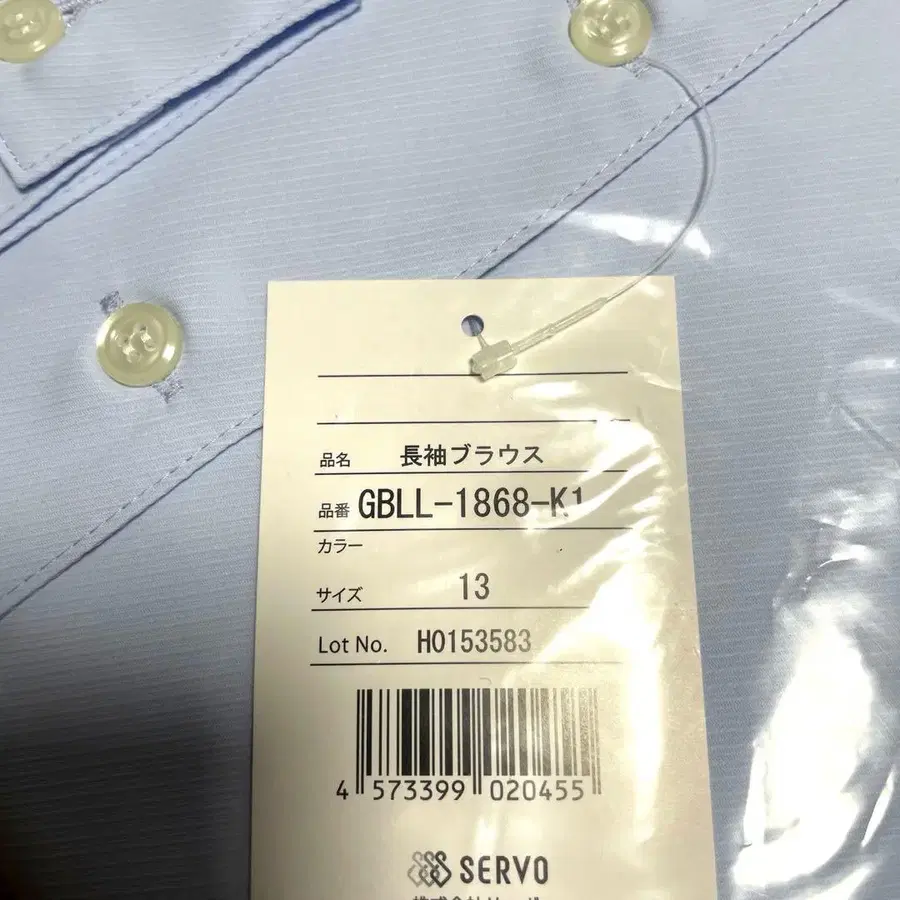 品名 長袖ブラウス
品番 GBLL-1868-K1
カラー
サイズ 13
Lot No. H0153583
4 573399 020455
SERVO